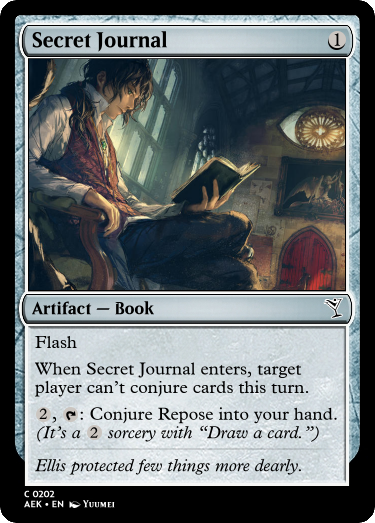 Secret Journal
1
Artifact — Book
Flash
When Secret Journal enters, target
player can't conjure cards this turn.
2, : Conjure Repose into your hand.
(It's a 2 sorcery with “Draw a card.”)
Ellis protected few things more dearly.
C 0202
AEK • EN Yuumei